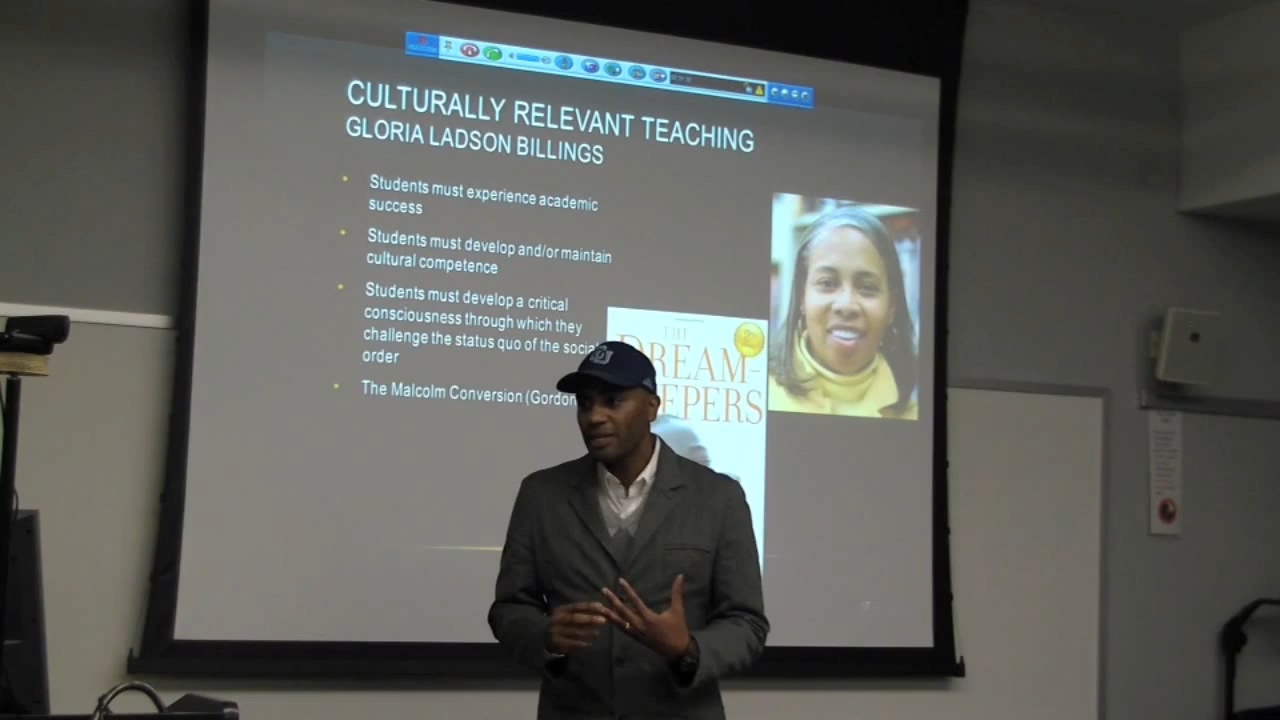 CULTURALLY RELEVANT TEACHING
GLORIA LADSON BILLINGS
Students must experience academic
success
Students must develop and/or maintain
cultural competence
Students must develop a critical
consciousness through which they
challenge the status quo of the social
order
The Malcolm Conversion (Gordon
THE
DREAM-
EPERS